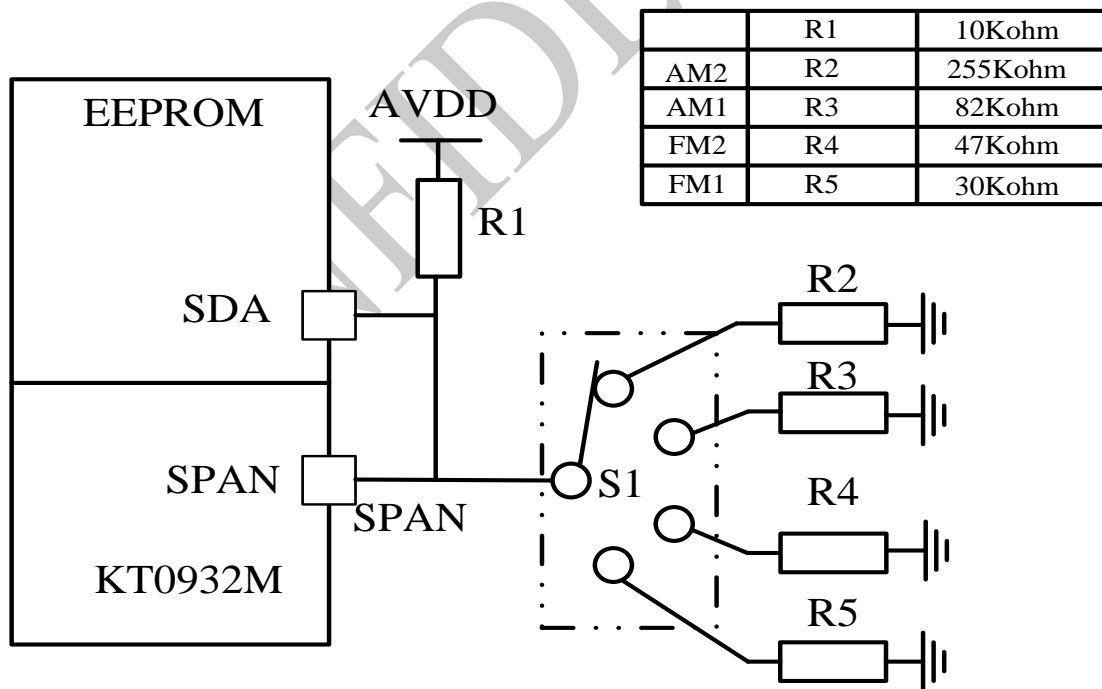 R1 10Kohm
AM2 R2 255Kohm
AM1 R3 82Kohm
FM2 R4 47Kohm
FM1 R5 30Kohm
EEPROM
AVDD
R1
SDA
R2
R3
SPAN
S1
SPAN
R4
KT0932M
R5